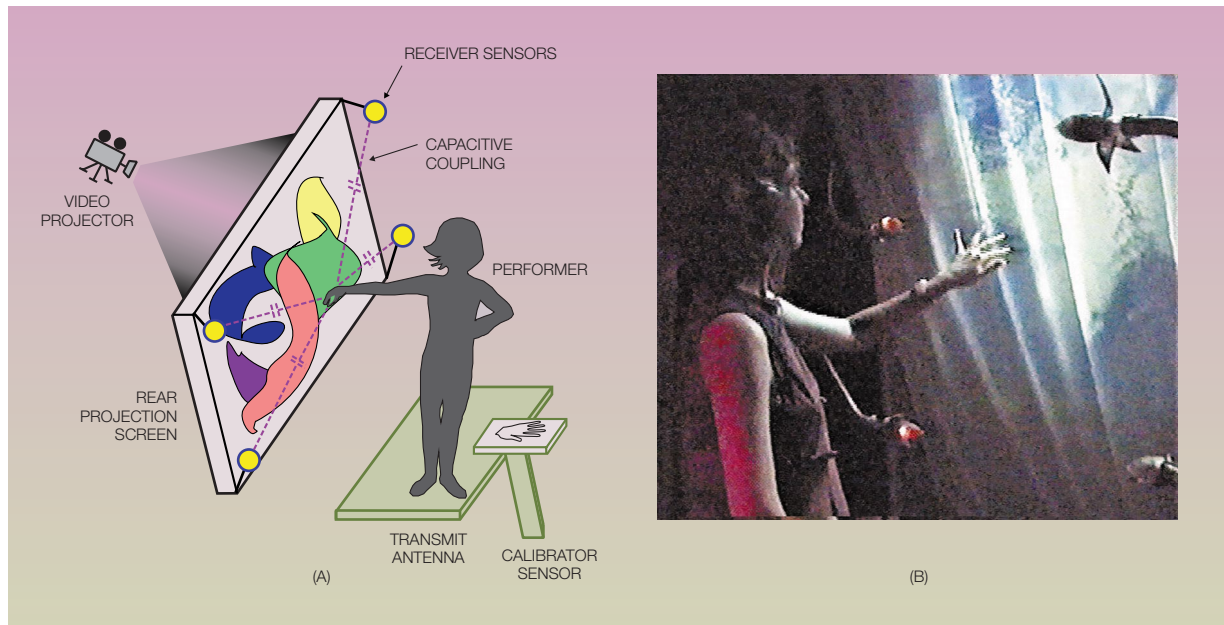 RECEIVER SENSORS
CAPACITIVE
COUPLING
VIDEO
PROJECTOR
PERFORMER
REAR
PROJECTION
SCREEN
TRANSMIT
ANTENNA
CALIBRATOR
SENSOR
(A)
(B)